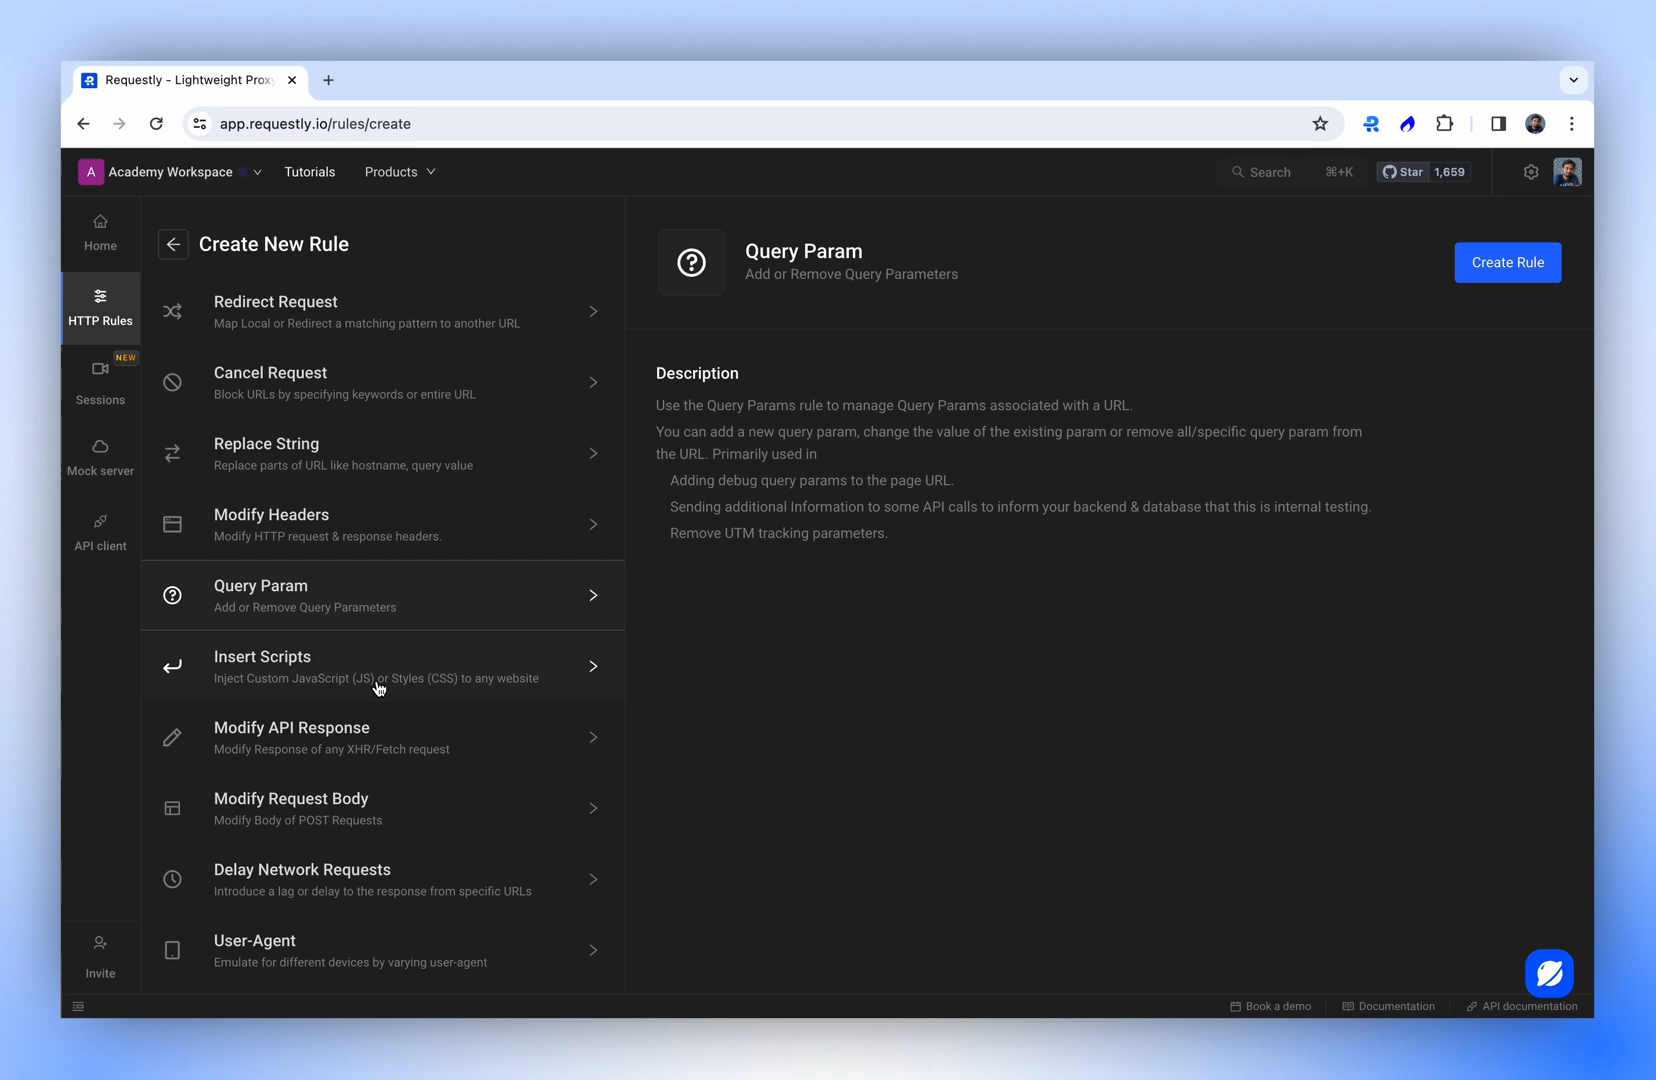 Requestly - Lightweight Prox
app.requestly.io/rules/create
A Academy Workspace Tutorials Products
Search ⌘+K Star 1,659
Home
HTTP Rules
NEW
Sessions
Mock server
API client
Invite
Create New Rule
Redirect Request
Map Local or Redirect a matching pattern to another URL
Cancel Request
Block URLs by specifying keywords or entire URL
Replace String
Replace parts of URL like hostname, query value
Modify Headers
Modify HTTP request & response headers.
Query Param
Add or Remove Query Parameters
Insert Scripts
Inject Custom JavaScript (JS) or Styles (CSS) to any website
Modify API Response
Modify Response of any XHR/Fetch request
Modify Request Body
Modify Body of POST Requests
Delay Network Requests
Introduce a lag or delay to the response from specific URLs
User-Agent
Emulate for different devices by varying user-agent
Query Param
Add or Remove Query Parameters
Create Rule
Description
Use the Query Params rule to manage Query Params associated with a URL.
You can add a new query param, change the value of the existing param or remove all/specific query param from
the URL. Primarily used in
Adding debug query params to the page URL.
Sending additional Information to some API calls to inform your backend & database that this is internal testing.
Remove UTM tracking parameters.
Book a demo Documentation API documentation